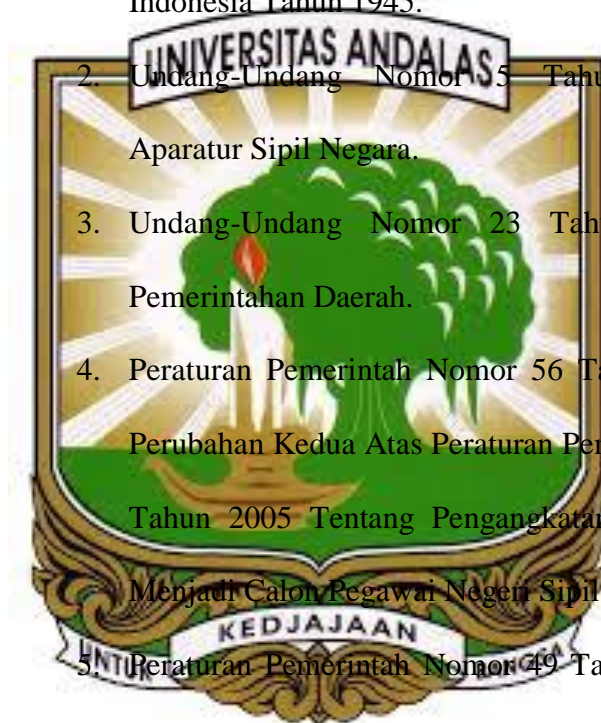 Indonesia Tahun 1945.
UNIVERSITAS ANDALAS
2. Undang-Undang Nomor 5 Tahu
Aparatur Sipil Negara.
3. Undang-Undang Nomor 23 Tah
Pemerintahan Daerah.
4. Peraturan Pemerintah Nomor 56 Ta
Perubahan Kedua Atas Peraturan Pe
Tahun 2005 Tentang Pengangkatan
Menjadi Calon Pegawai Negeri Sipil
KEDJAJAAN
UNTUK
5. Peraturan Pemerintah Nomor 49 Ta